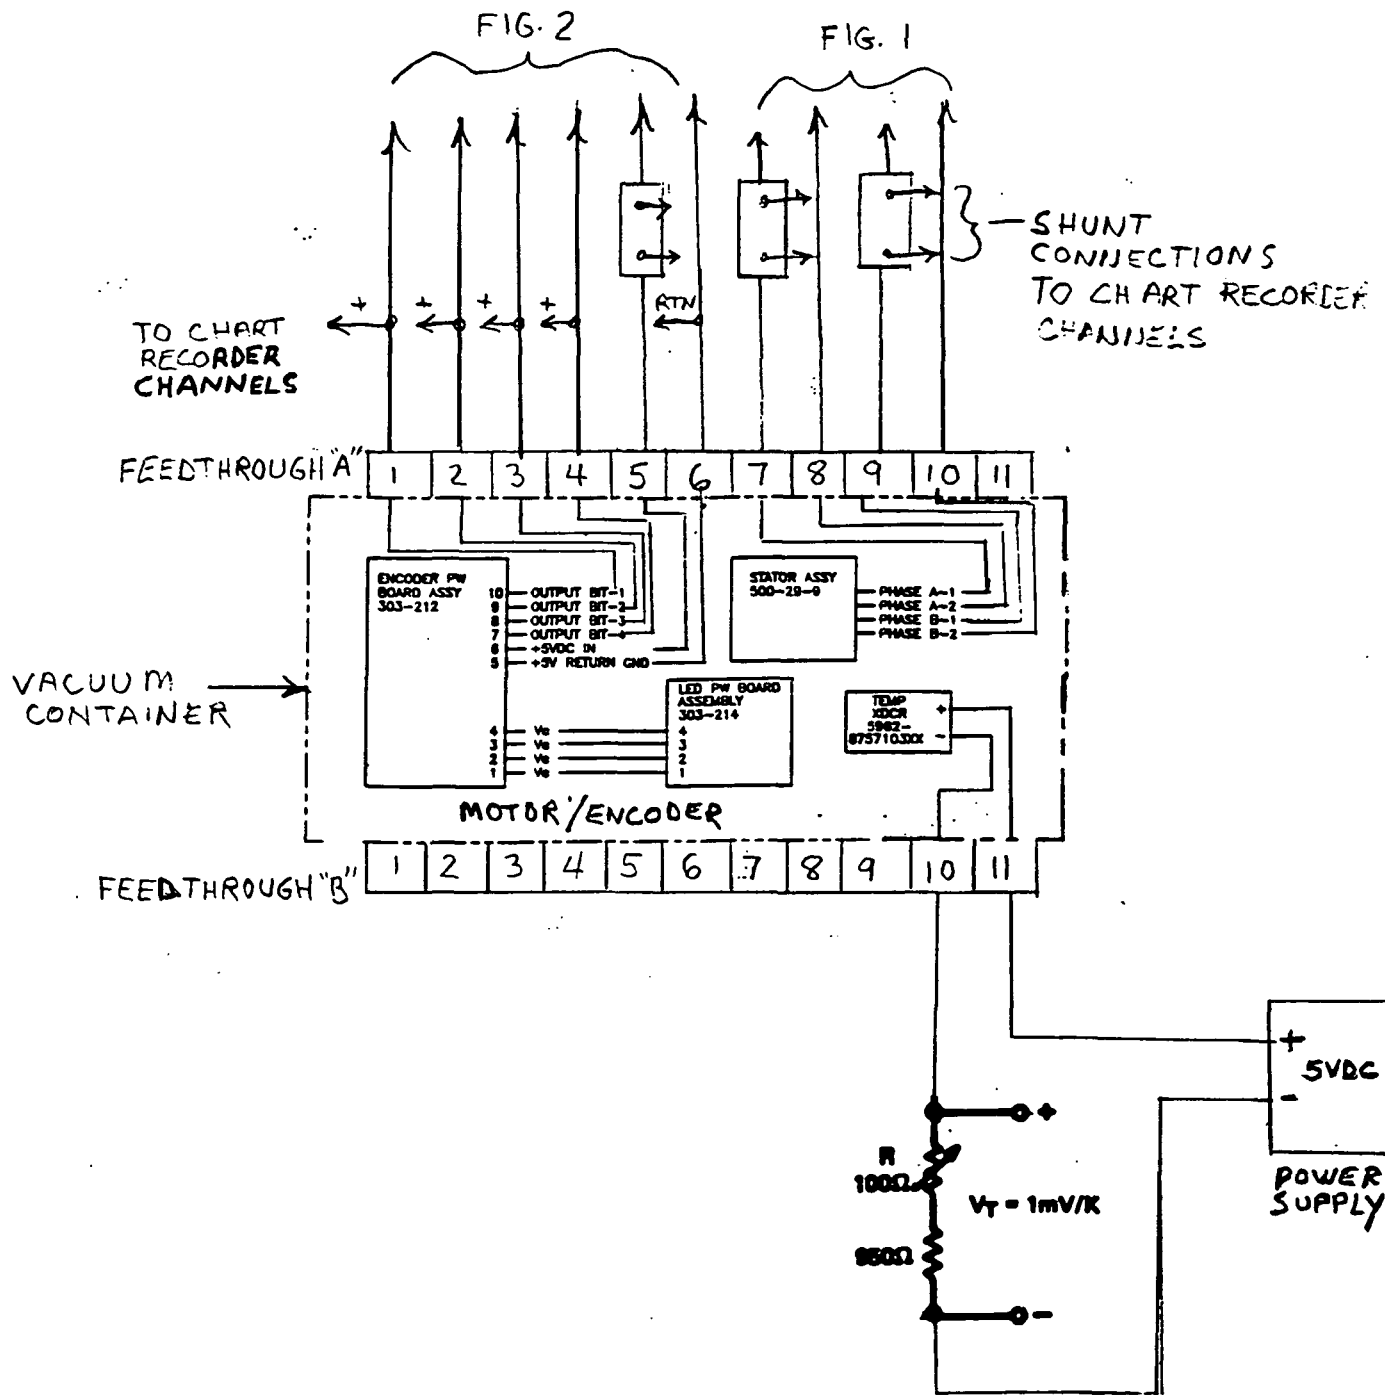 FIG. 2
FIG. 1
SHUNT
CONNECTIONS
TO CHART RECORDER
CHANNELS
+ + + + RTN
TO CHART
RECORDER
CHANNELS
FEEDTHROUGH "A"
1 2 3 4 5 6 7 8 9 10 11
ENCODER PW
BOARD ASSY
303-212
10 OUTPUT BIT-1
9 OUTPUT BIT-2
8 OUTPUT BIT-3
7 OUTPUT BIT-4
6 +5VDC IN
5 +5V RETURN GND
4 Ve
3 Ve
2 Ve
1 Ve
STATOR ASSY
500-29-9
PHASE A-1
PHASE A-2
PHASE B-1
PHASE B-2
LED PW BOARD
ASSEMBLY
303-214
4
3
2
1
TEMP
XDCR
5962-
8757103XX
+
-
VACUUM
CONTAINER
MOTOR/ENCODER
FEEDTHROUGH "B"
1 2 3 4 5 6 7 8 9 10 11
+
5VDC
-
POWER
SUPPLY
+
R
100Ω
VT = 1mV/K
950Ω
-